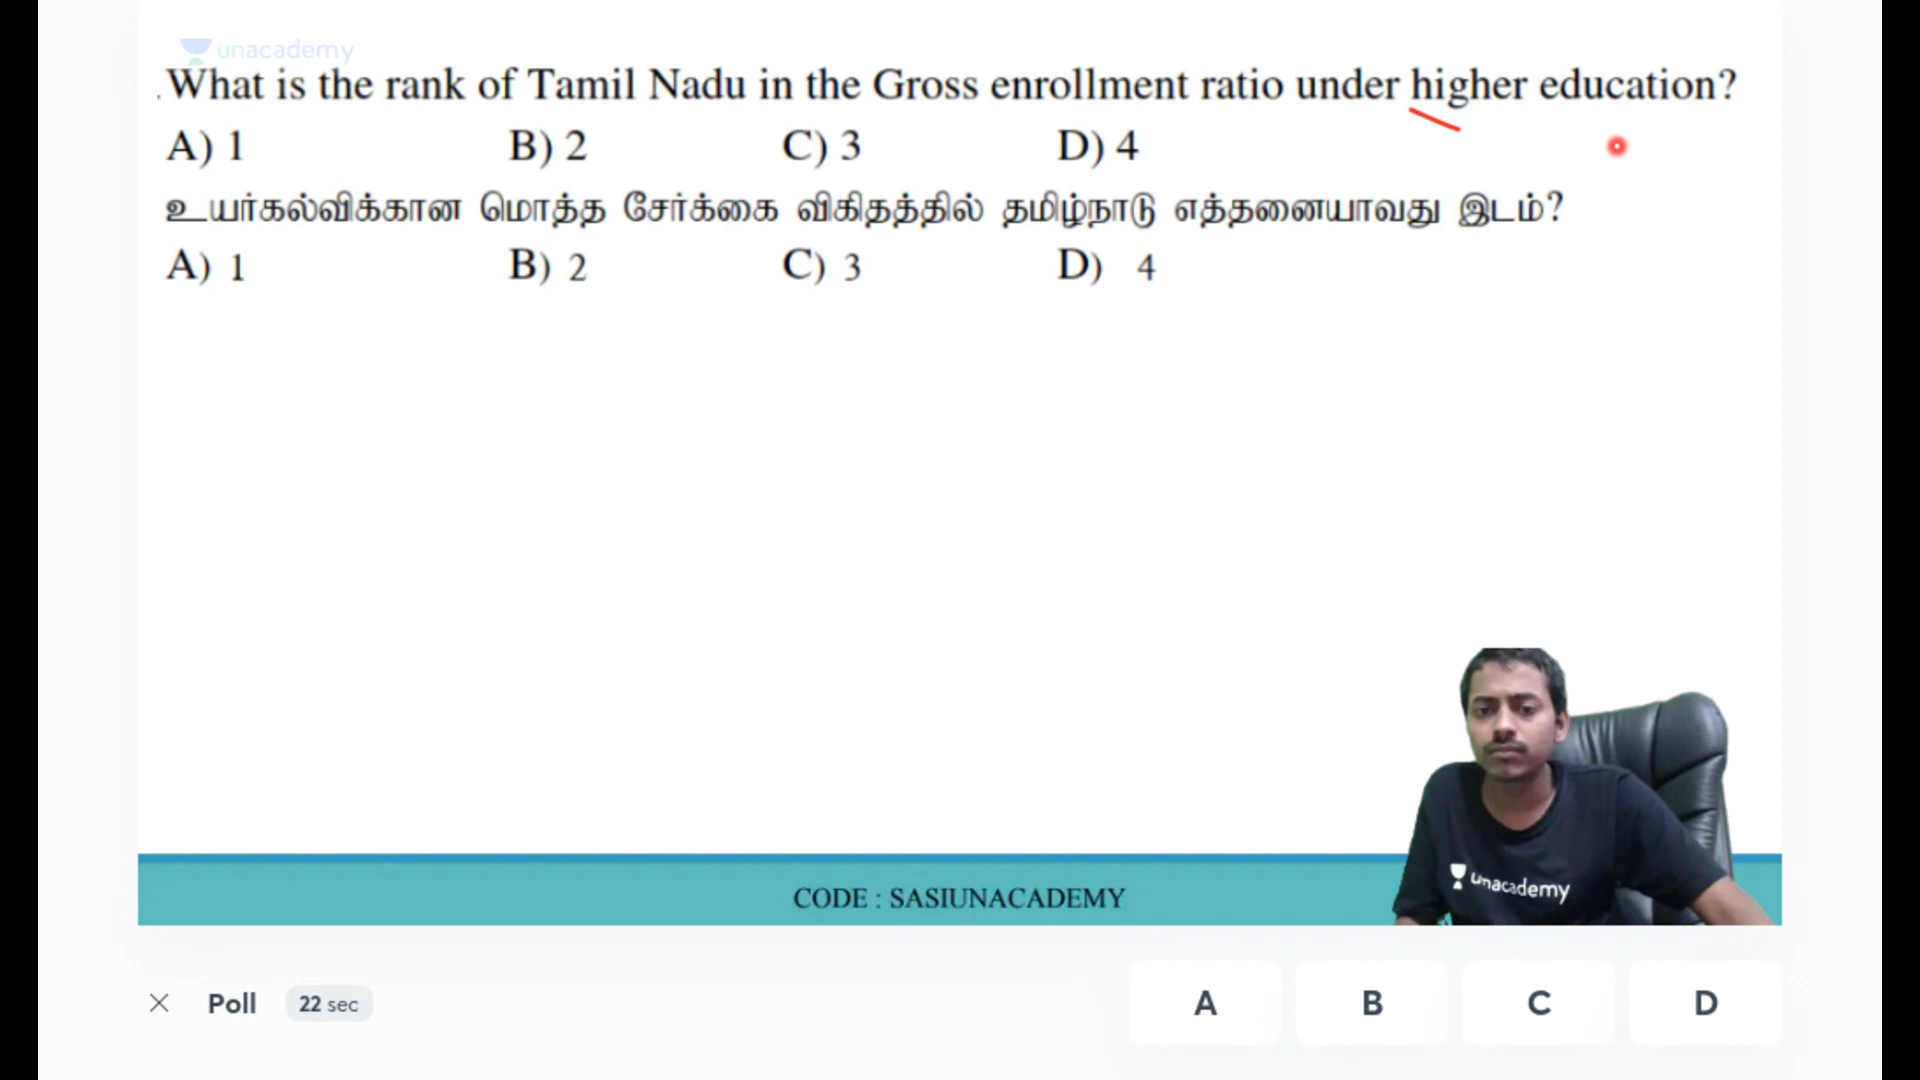 unacademy
. What is the rank of Tamil Nadu in the Gross enrollment ratio under higher education?
A) 1 B) 2 C) 3 D) 4
உயர்கல்விக்கான மொத்த சேர்க்கை விகிதத்தில் தமிழ்நாடு எத்தனையாவது இடம்?
A) 1 B) 2 C) 3 D) 4
unacademy
CODE : SASIUNACADEMY
Poll 22 sec A B C D